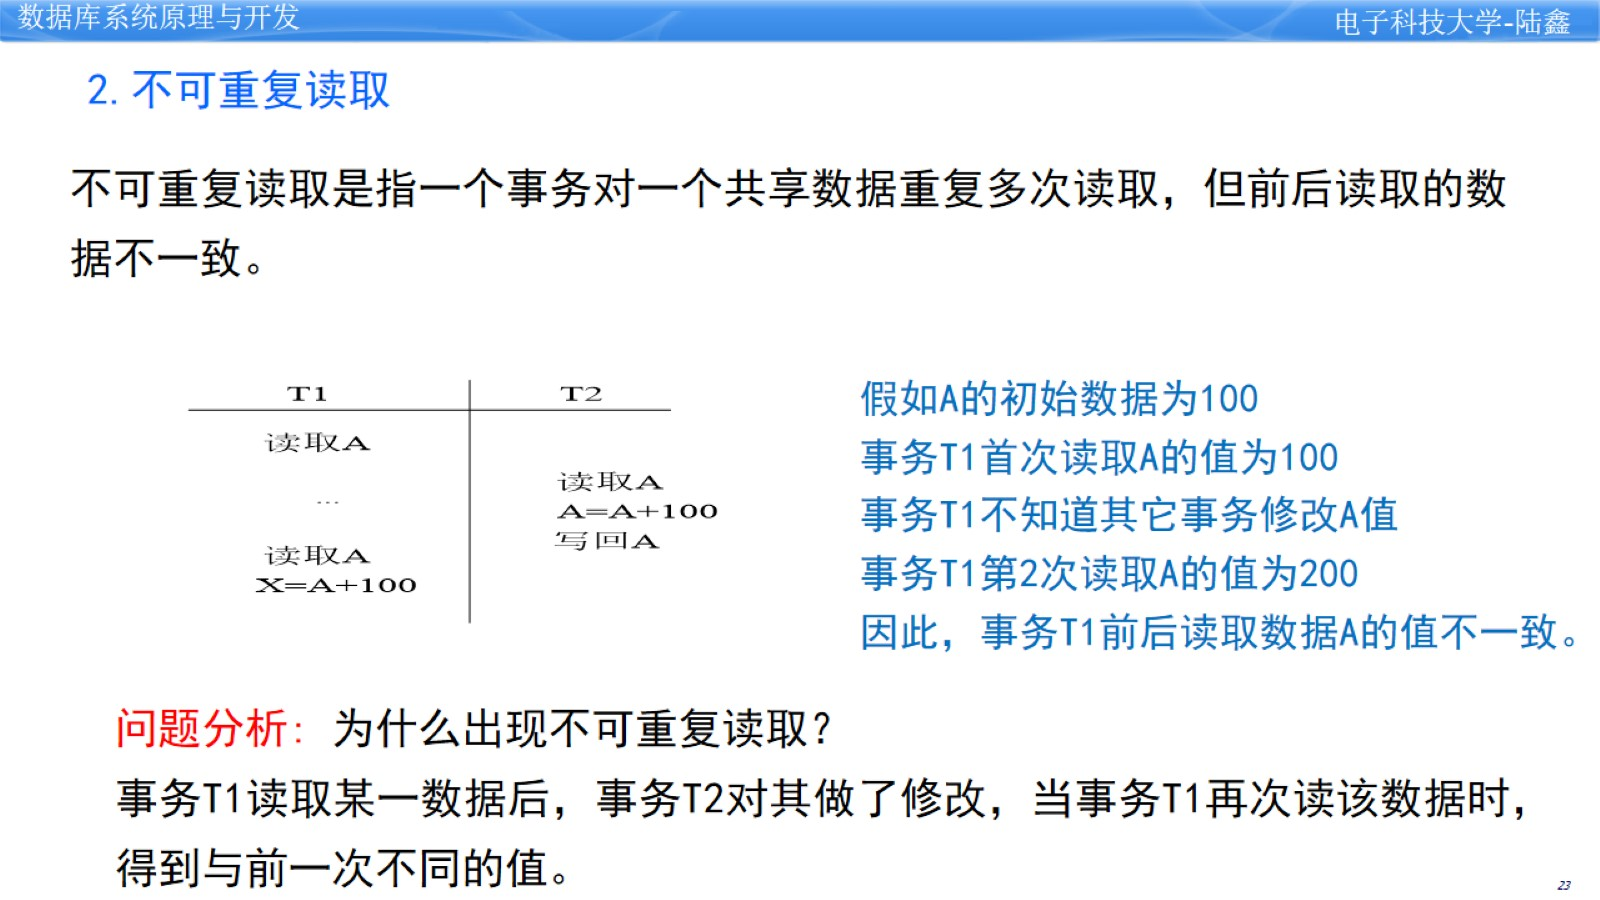 数据库系统原理与开发
电子科技大学-陆鑫
2.不可重复读取
不可重复读取是指一个事务对一个共享数据重复多次读取，但前后读取的数
据不一致。
T1
T2
读取A
...
读取A
X=A+100
读取A
A=A+100
写回A
假如A的初始数据为100
事务T1首次读取A的值为100
事务T1不知道其它事务修改A值
事务T1第2次读取A的值为200
因此，事务T1前后读取数据A的值不一致。
问题分析：为什么出现不可重复读取？
事务T1读取某一数据后，事务T2对其做了修改，当事务T1再次读该数据时，
得到与前一次不同的值。
23